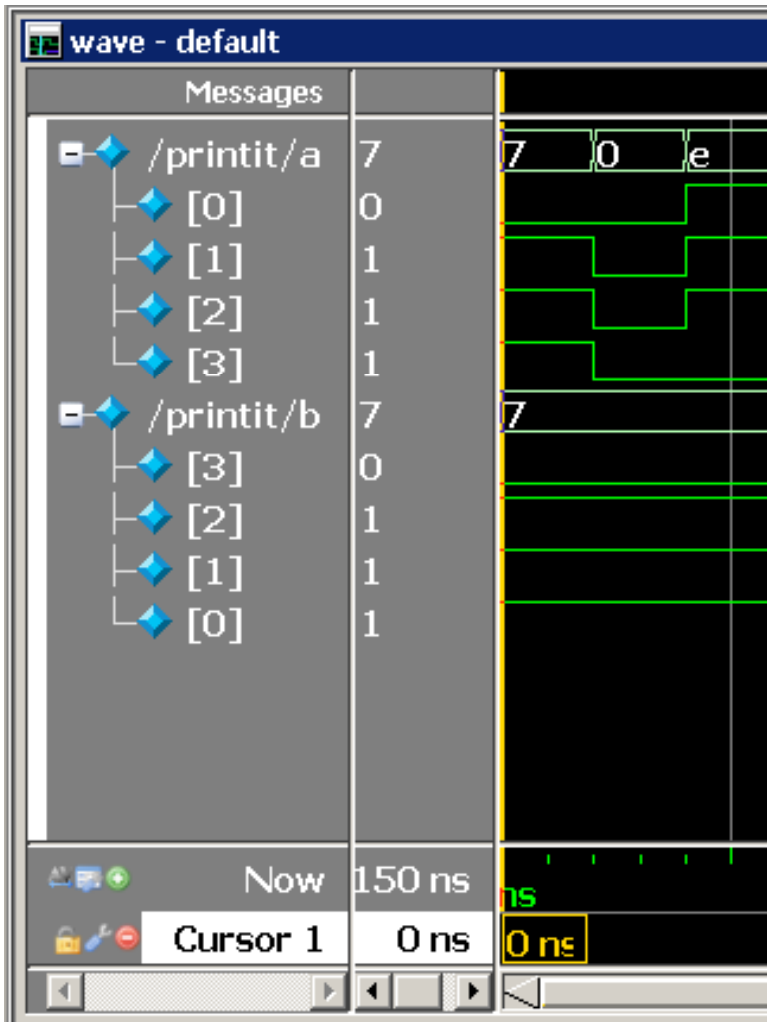 wave - default
Messages
/printit/a 7 7 0 e
[0] 0
[1] 1
[2] 1
[3] 1
/printit/b 7 7
[3] 0
[2] 1
[1] 1
[0] 1
Now 150 ns ns
Cursor 1 0 ns 0 ns